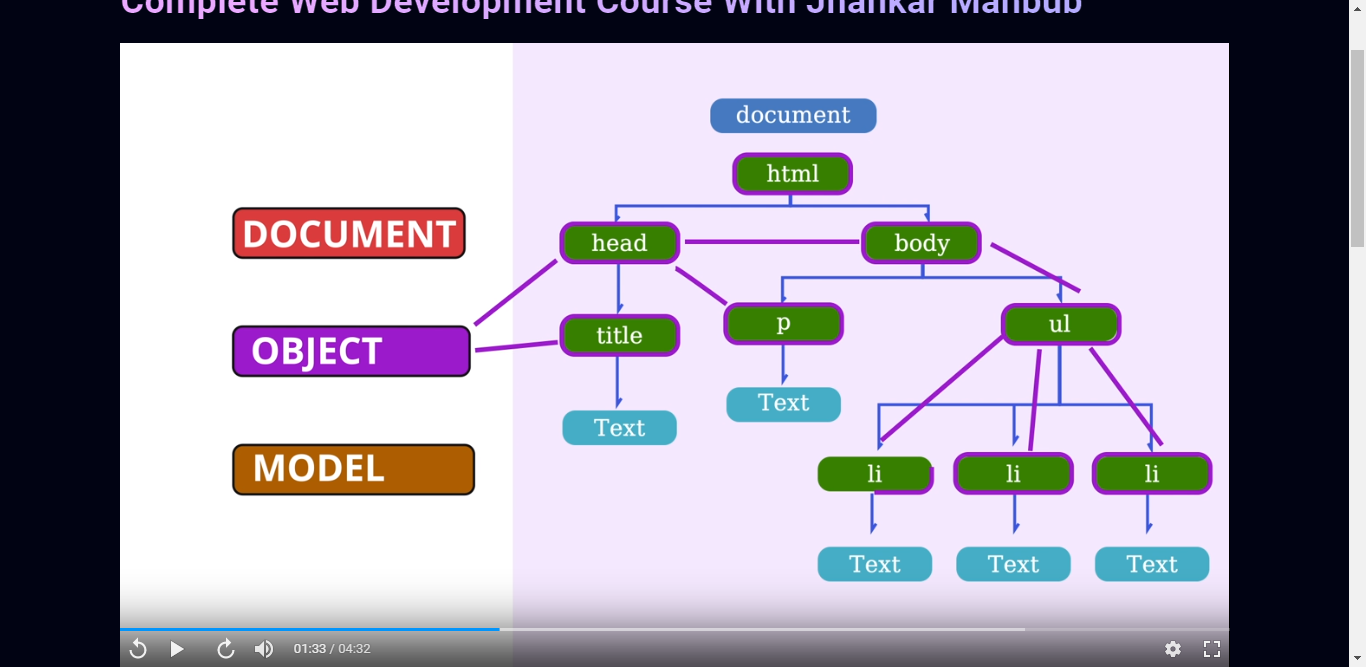 Complete Web Development Course With Jhankar Mahbub
document
html
DOCUMENT
head
body
OBJECT
title
p
ul
Text
Text
MODEL
li
li
li
Text
Text
Text
01:33 / 04:32